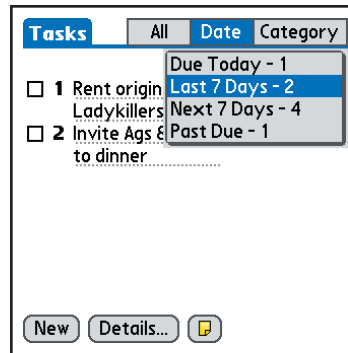 Tasks All Date Category
Due Today - 1
1 Rent origin Last 7 Days - 2
Ladykillers Next 7 Days - 4
2 Invite Ags & Past Due - 1
to dinner
New Details...